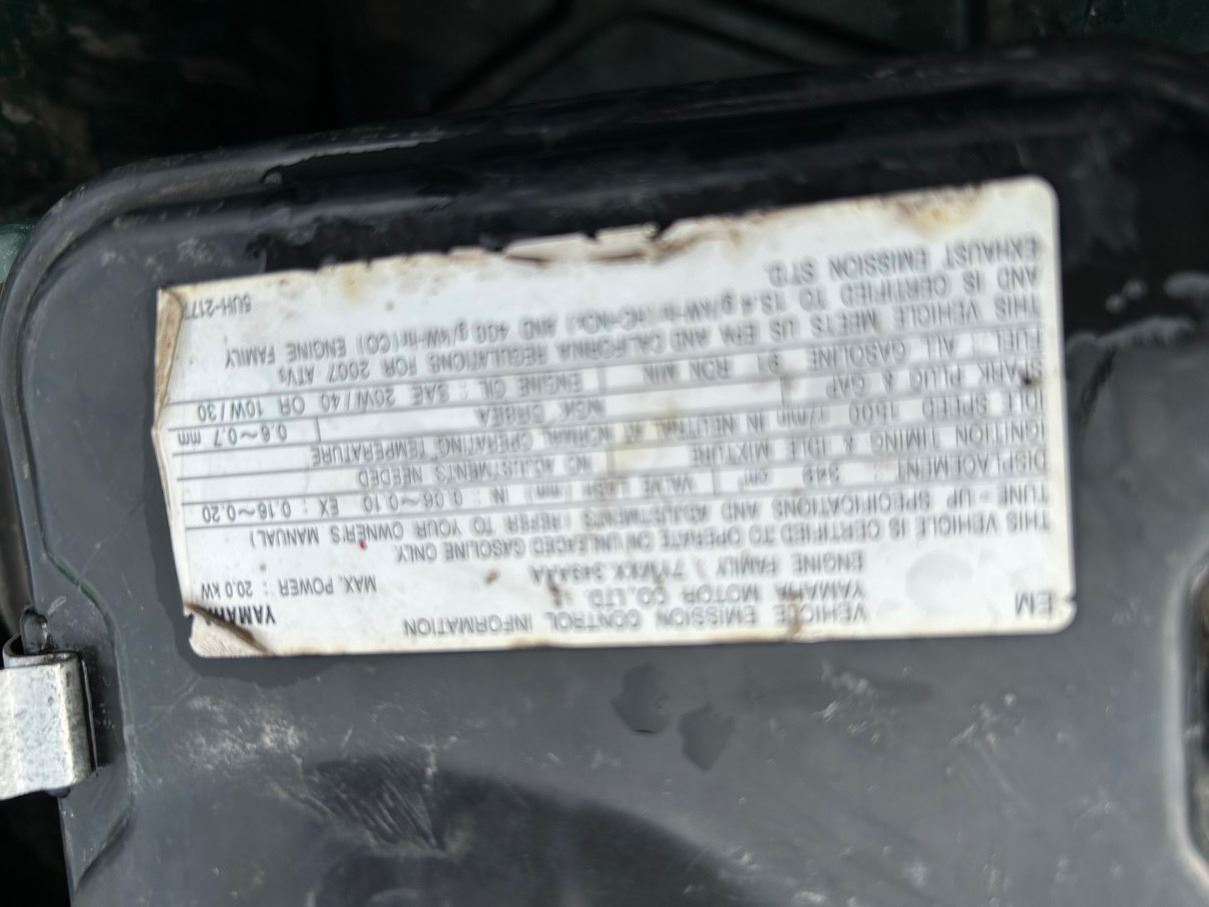 EM VEHICLE EMISSION CONTROL INFORMATION
YAMAHA MOTOR CO.,LTD. YAMAHA
ENGINE FAMILY : 7YMXX.349AAA MAX. POWER : 20.0 kW
THIS VEHICLE IS CERTIFIED TO OPERATE ON UNLEADED GASOLINE ONLY
TUNE-UP SPECIFICATIONS AND ADJUSTMENTS (REFER TO YOUR OWNER'S MANUAL)
DISPLACEMENT : 349 cm³ VALVE LASH (mm) IN : 0.06~0.10 EX : 0.16~0.20
IGNITION TIMING & IDLE MIXTURE NO ADJUSTMENTS NEEDED
IDLE SPEED 1500 r/min IN NEUTRAL AT NORMAL OPERATING TEMPERATURE
SPARK PLUG & GAP NGK DR8EA 0.6~0.7 mm
FUEL : ALL GASOLINE 91 RON MIN. ENGINE OIL : SAE 20W/40 OR 10W/30
THIS VEHICLE MEETS US EPA AND CALIFORNIA REGULATIONS FOR 2007 ATVs
AND IS CERTIFIED TO 13.4 g/kW-hr (HC+NOx) AND 400 g/kW-hr (CO) ENGINE FAMILY
EXHAUST EMISSION STD.
5UH-217